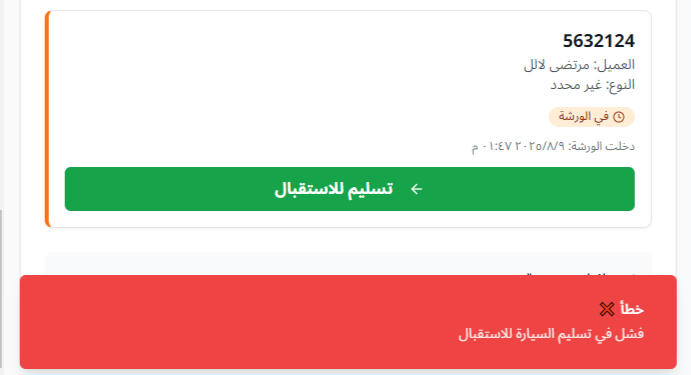 5632124
العميل: مرتضى لالل
النوع: غير محدد
في الورشة
دخلت الورشة: ٢٠٢٥/٨/٩ ٠١:٤٧ م
تسليم للاستقبال
خطأ
فشل في تسليم السيارة للاستقبال